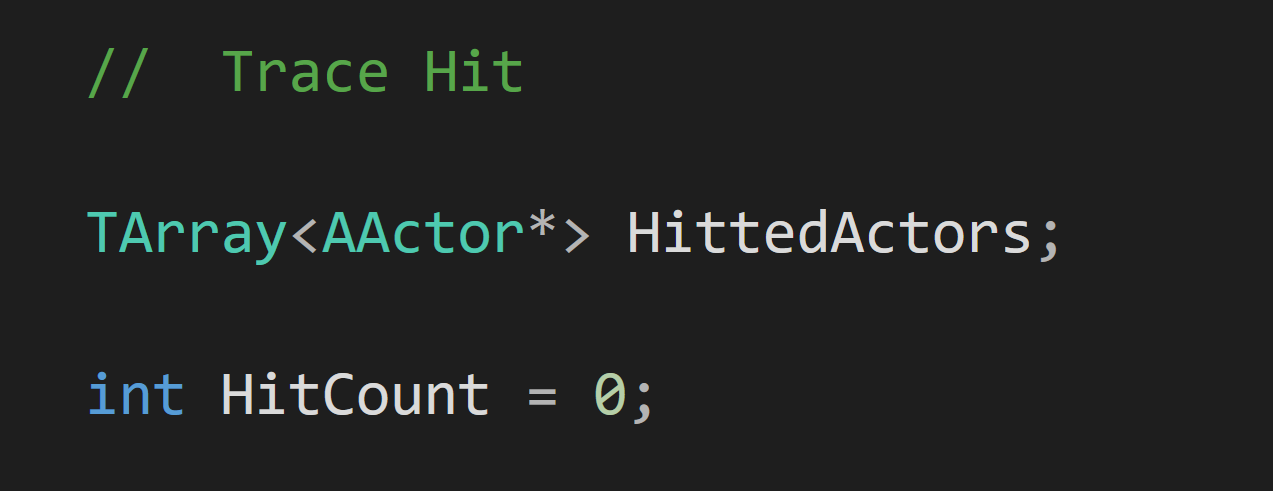 //  Trace Hit
TArray<AActor*> HittedActors;
int HitCount = 0;